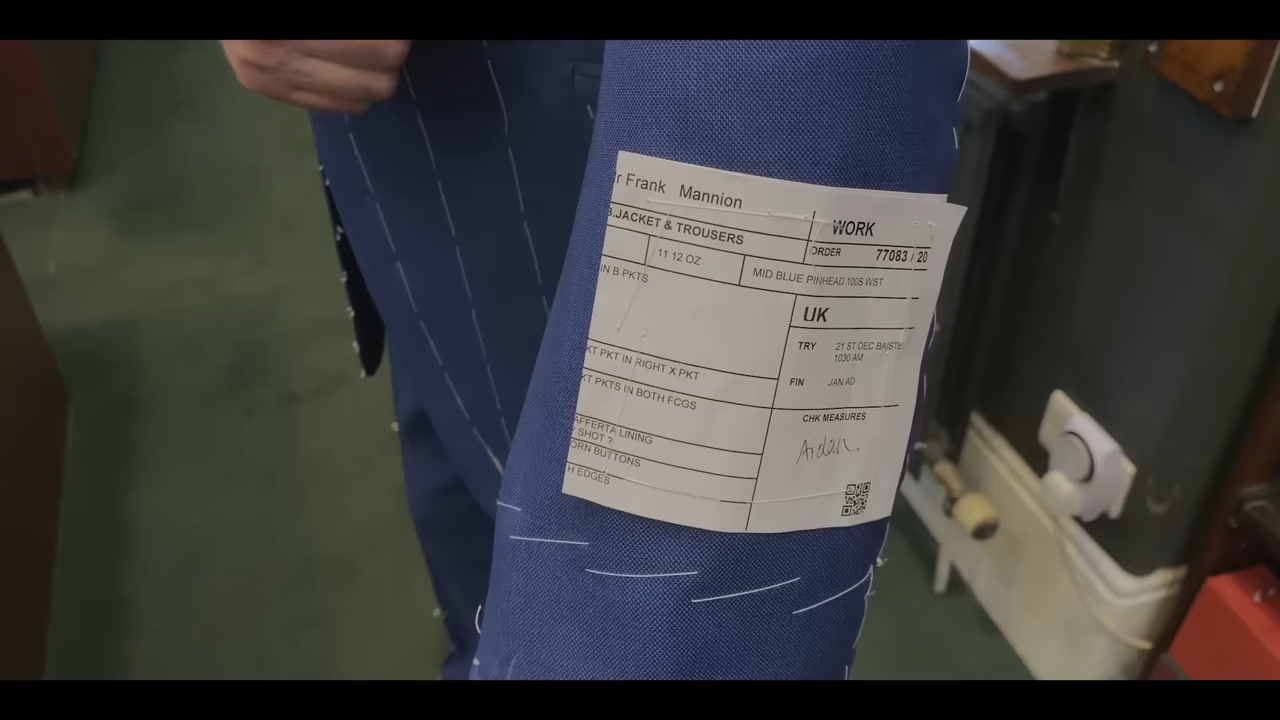 r Frank Mannion
B.JACKET & TROUSERS
WORK
ORDER 77083 / 20
11 12 OZ
MID BLUE PINHEAD 100S WST
IN B PKTS
UK
TRY 21 ST DEC
1030 AM
KT PKT IN RIGHT X PKT
FIN JAN AD
KT PKTS IN BOTH FCGS
CHK MEASURES
AFFERTA LINING
SHOT ?
Aidan
ORN BUTTONS
H EDGES